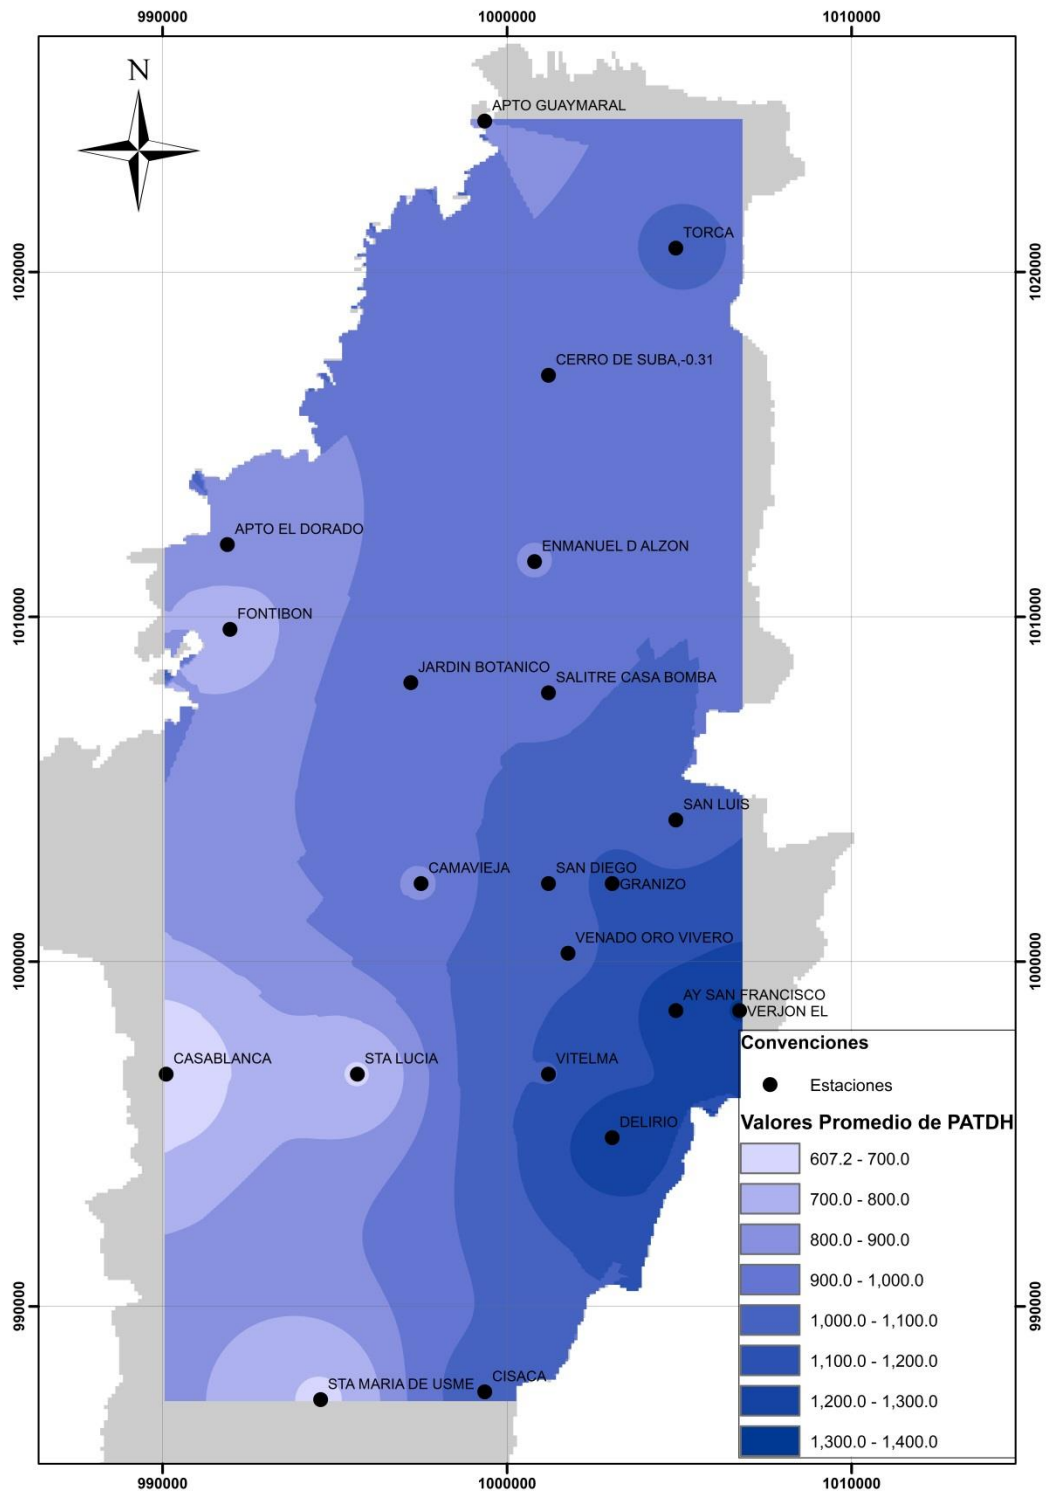 990000
1000000
1010000
N
APTO GUAYMARAL
TORCA
1020000
1020000
CERRO DE SUBA,-0.31
APTO EL DORADO
ENMANUEL D ALZON
FONTIBON
1010000
1010000
JARDIN BOTANICO
SALITRE CASA BOMBA
SAN LUIS
CAMAVIEJA
SAN DIEGO
GRANIZO
VENADO ORO VIVERO
1000000
1000000
AY SAN FRANCISCO
VERJON EL
CASABLANCA
STA LUCIA
VITELMA
DELIRIO
990000
990000
STA MARIA DE USME
CISACA
Convenciones
Estaciones
Valores Promedio de PATDH
607.2 - 700.0
700.0 - 800.0
800.0 - 900.0
900.0 - 1,000.0
1,000.0 - 1,100.0
1,100.0 - 1,200.0
1,200.0 - 1,300.0
1,300.0 - 1,400.0
990000
1000000
1010000